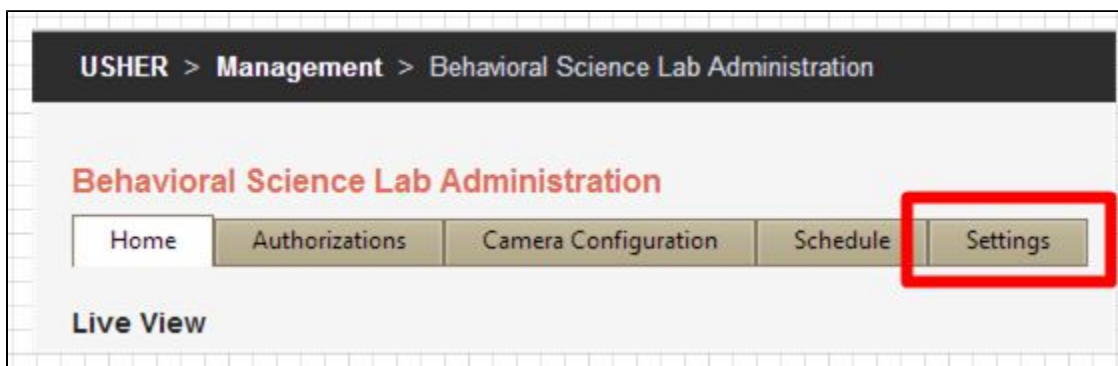 USHER > Management > Behavioral Science Lab Administration
Behavioral Science Lab Administration
Home Authorizations Camera Configuration Schedule Settings
Live View